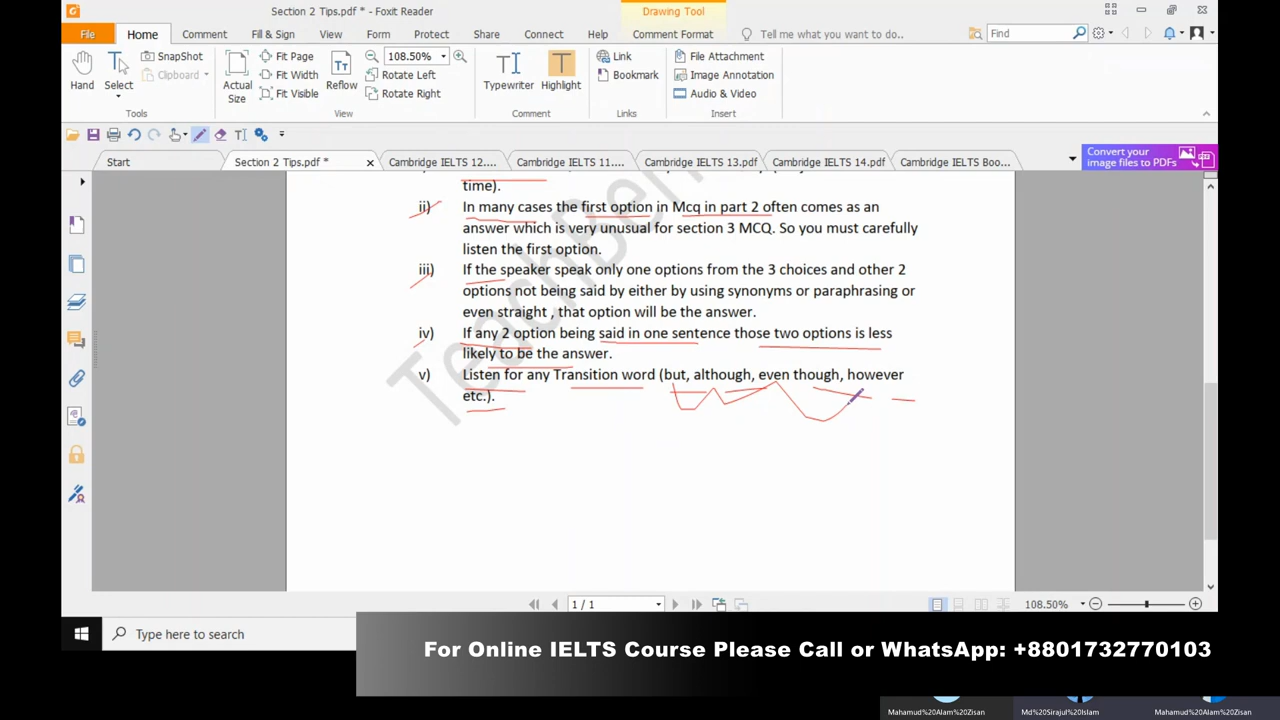 Section 2 Tips.pdf * - Foxit Reader
Drawing Tool
File
Home
Comment
Fill & Sign
View
Form
Protect
Share
Connect
Help
Comment Format
Tell me what you want to do..
Find
Hand
Select
SnapShot
Clipboard
Tools
Actual
Size
Fit Page
Fit Width
Fit Visible
Reflow
108.50%
Rotate Left
Rotate Right
View
Typewriter
Highlight
Comment
Link
Bookmark
Links
File Attachment
Image Annotation
Audio & Video
Insert
Start
Section 2 Tips.pdf *
Cambridge IELTS 12....
Cambridge IELTS 11....
Cambridge IELTS 13.pdf
Cambridge IELTS 14.pdf
Cambridge IELTS Boo...
Convert your
image files to PDFs
time).
ii) In many cases the first option in Mcq in part 2 often comes as an
answer which is very unusual for section 3 MCQ. So you must carefully
listen the first option.
iii) If the speaker speak only one options from the 3 choices and other 2
options not being said by either by using synonyms or paraphrasing or
even straight , that option will be the answer.
iv) If any 2 option being said in one sentence those two options is less
likely to be the answer.
v) Listen for any Transition word (but, although, even though, however
etc.).
1 / 1
108.50%
Type here to search
For Online IELTS Course Please Call or WhatsApp: +8801732770103
Mahamud%20Alam%20Zisan
Md%20Sirajul%20Islam
Mahamud%20Alam%20Zisan